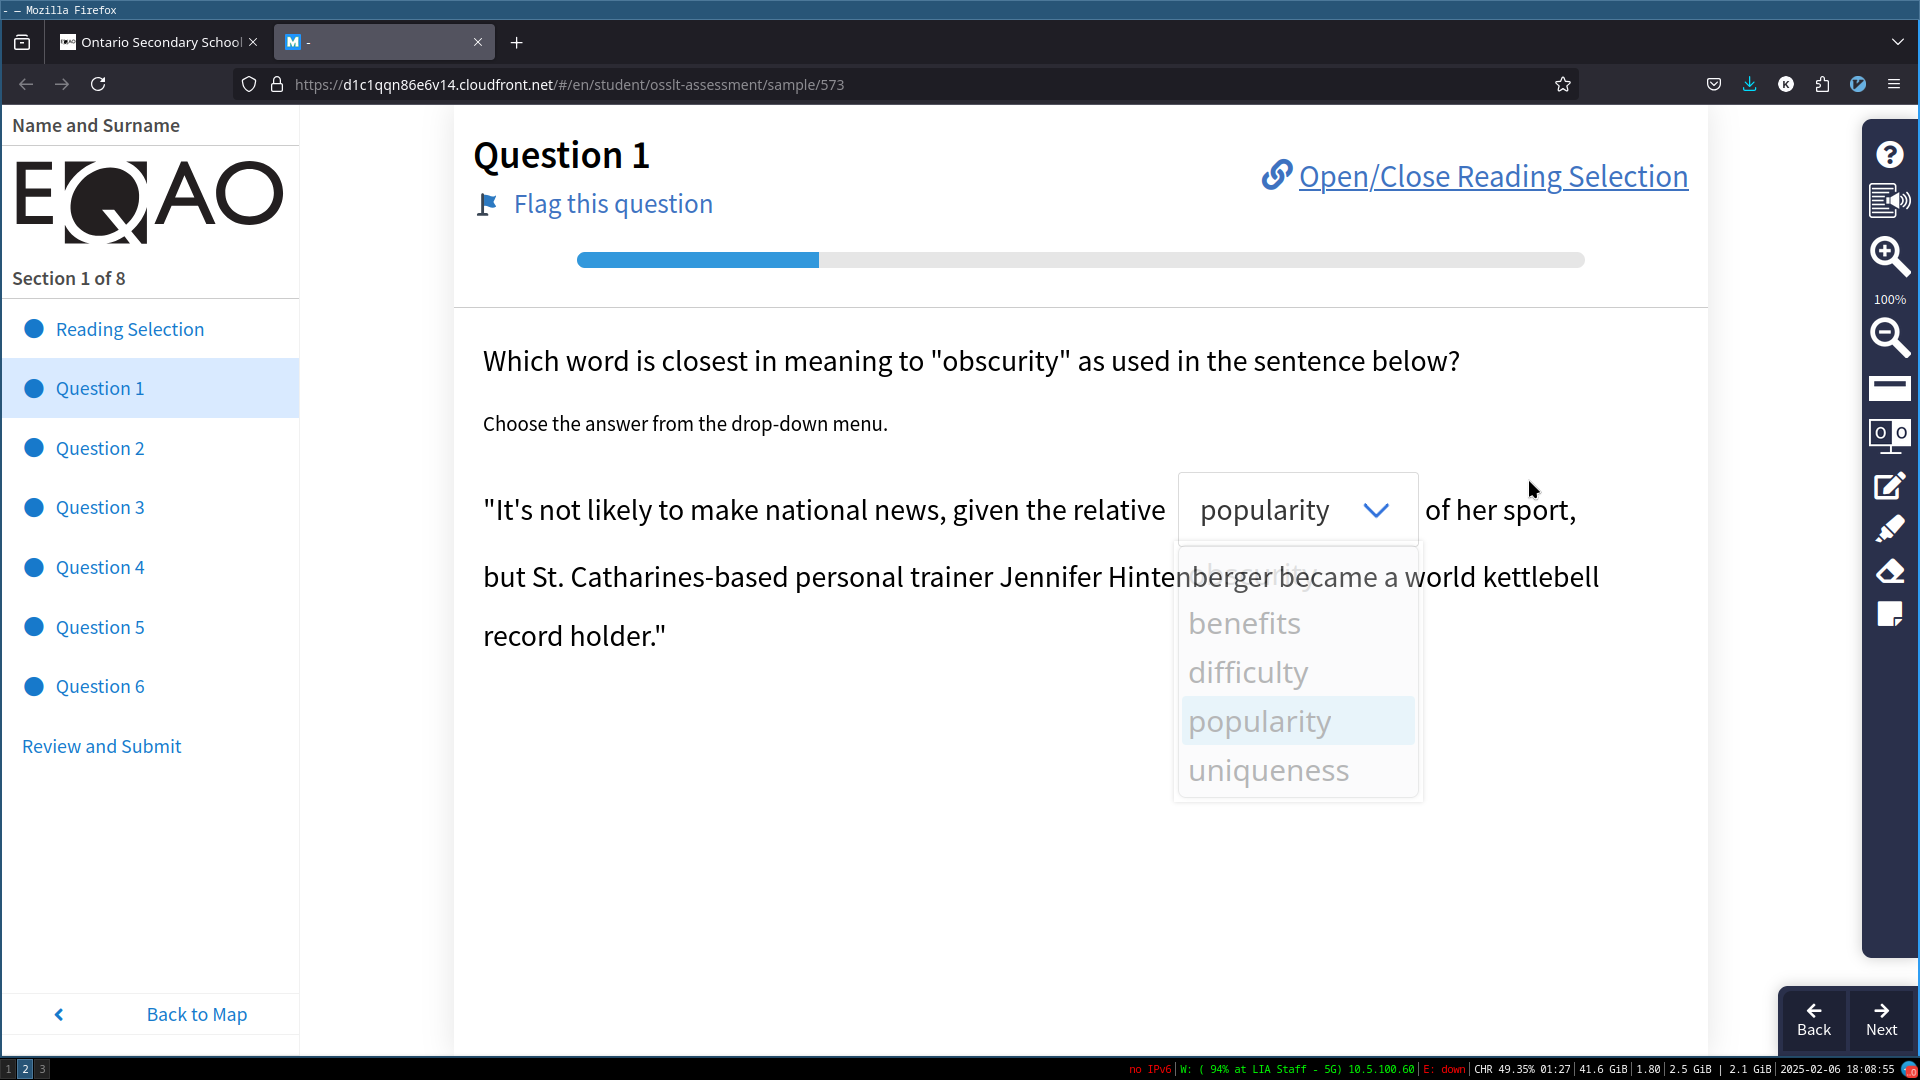 - — Mozilla Firefox
Ontario Secondary School
-
https://d1c1qqn86e6v14.cloudfront.net/#/en/student/osslt-assessment/sample/573
Name and Surname
EQAO
Section 1 of 8
Reading Selection
Question 1
Question 2
Question 3
Question 4
Question 5
Question 6
Review and Submit
Back to Map
Question 1
Flag this question
Open/Close Reading Selection
Which word is closest in meaning to "obscurity" as used in the sentence below?
Choose the answer from the drop-down menu.
"It's not likely to make national news, given the relative popularity of her sport,
but St. Catharines-based personal trainer Jennifer Hintenberger became a world kettlebell
record holder."
obscurity
benefits
difficulty
popularity
uniqueness
100%
Back
Next
1 2 3
no IPv6 W: ( 94% at LIA Staff - 5G) 10.5.100.60 E: down CHR 49.35% 01:27 41.6 GiB 1.80 2.5 GiB | 2.1 GiB 2025-02-06 18:08:55